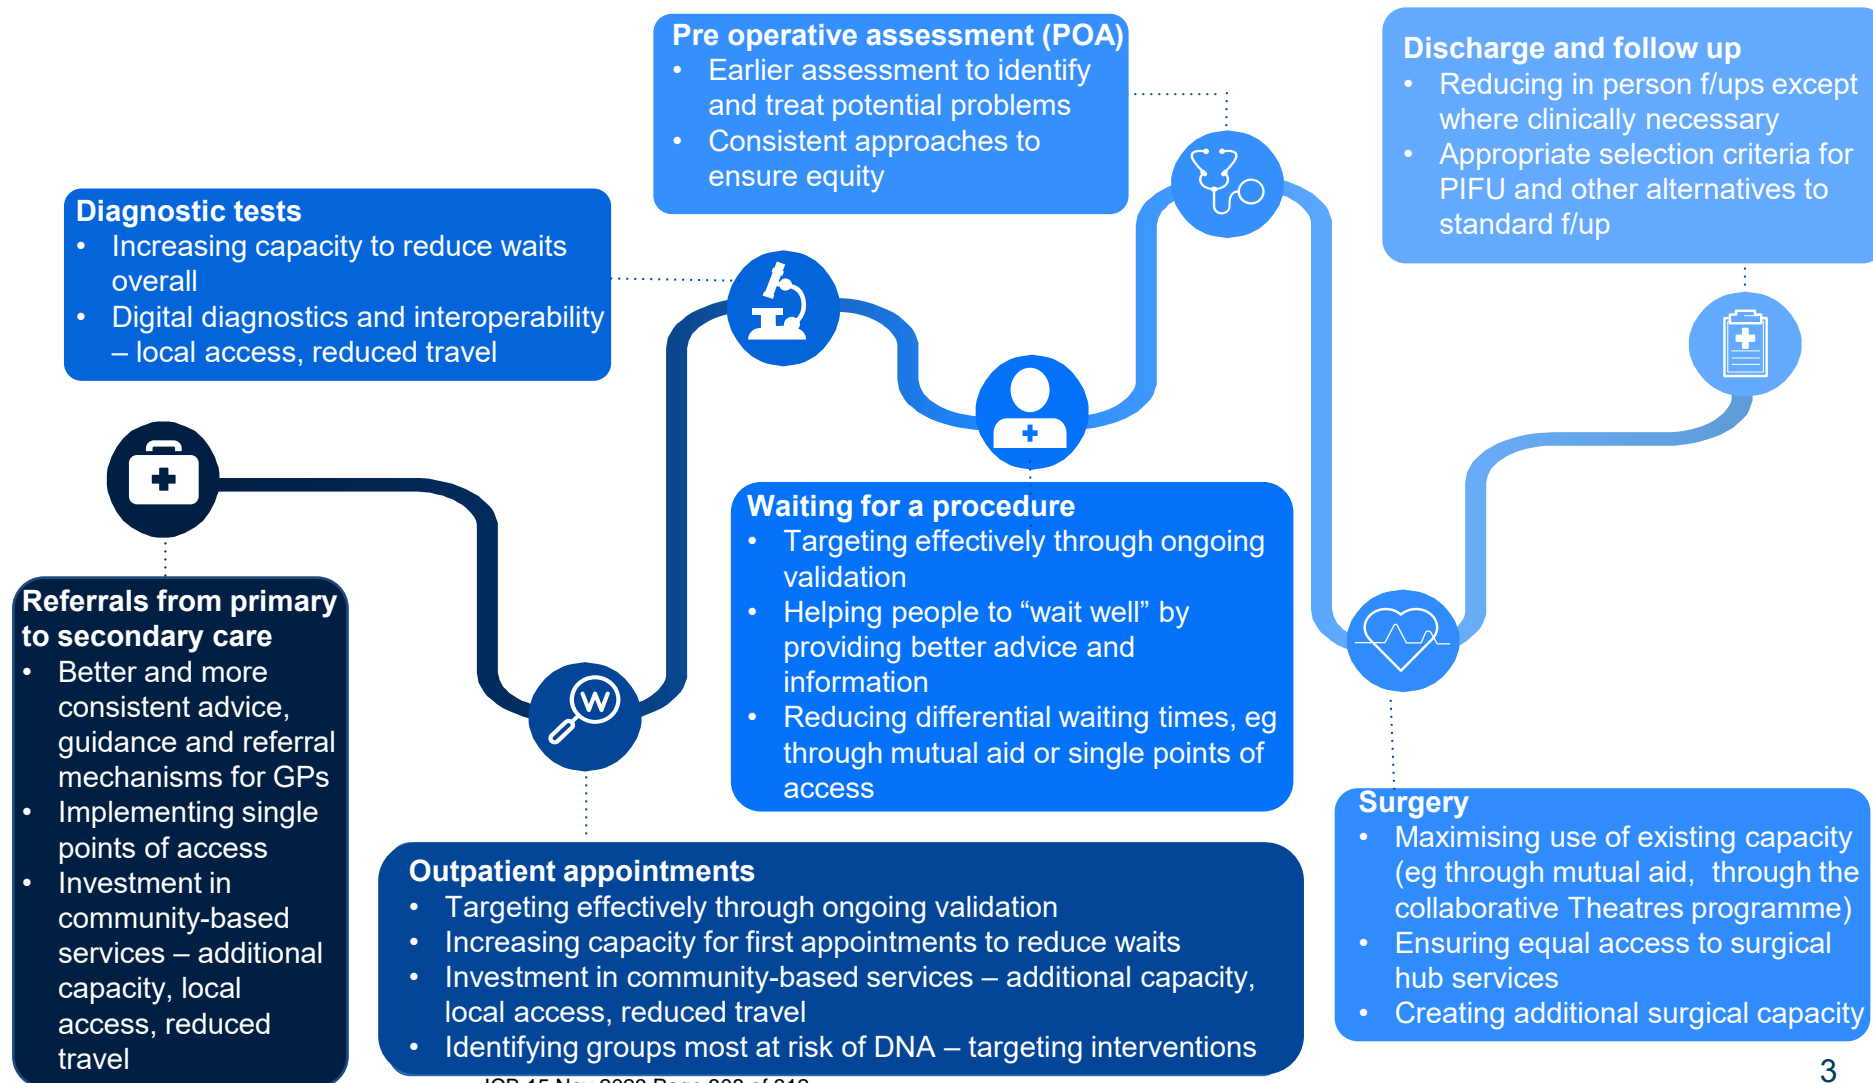 Pre operative assessment (POA)
• Earlier assessment to identify
and treat potential problems
• Consistent approaches to
ensure equity
Discharge and follow up
• Reducing in person f/ups except
where clinically necessary
• Appropriate selection criteria for
PIFU and other alternatives to
standard f/up
Diagnostic tests
• Increasing capacity to reduce waits
overall
• Digital diagnostics and interoperability
– local access, reduced travel
Waiting for a procedure
• Targeting effectively through ongoing
validation
• Helping people to “wait well” by
providing better advice and
information
• Reducing differential waiting times, eg
through mutual aid or single points of
access
Referrals from primary
to secondary care
• Better and more
consistent advice,
guidance and referral
mechanisms for GPs
• Implementing single
points of access
• Investment in
community-based
services – additional
capacity, local
access, reduced
travel
W
Outpatient appointments
• Targeting effectively through ongoing validation
• Increasing capacity for first appointments to reduce waits
• Investment in community-based services – additional capacity,
local access, reduced travel
• Identifying groups most at risk of DNA – targeting interventions
Surgery
• Maximising use of existing capacity
(eg through mutual aid, through the
collaborative Theatres programme)
• Ensuring equal access to surgical
hub services
• Creating additional surgical capacity
15 Nov Page of
3